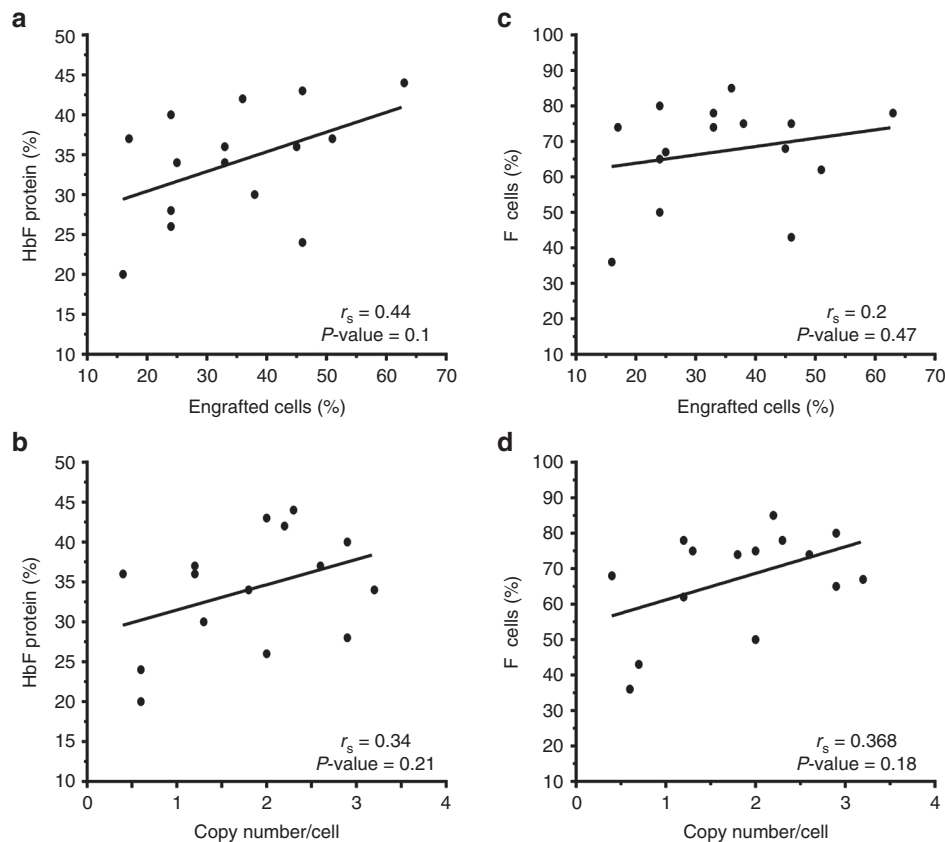 a
HbF protein (%)
50
45
40
35
30
25
20
15
10
r_s = 0.44
P-value = 0.1
10 20 30 40 50 60 70
Engrafted cells (%)
c
F cells (%)
100
90
80
70
60
50
40
30
20
10
r_s = 0.2
P-value = 0.47
10 20 30 40 50 60 70
Engrafted cells (%)
b
HbF protein (%)
50
45
40
35
30
25
20
15
10
r_s = 0.34
P-value = 0.21
0 1 2 3 4
Copy number/cell
d
F cells (%)
100
90
80
70
60
50
40
30
20
10
r_s = 0.368
P-value = 0.18
0 1 2 3 4
Copy number/cell